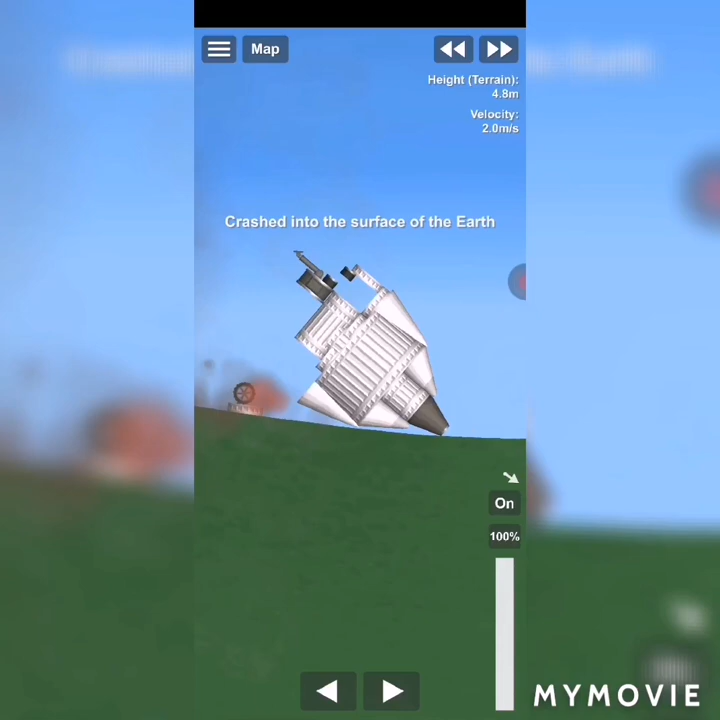 Map
Height (Terrain):
4.8m
Velocity:
2.0m/s
Crashed into the surface of the Earth
On
100%
MYMOVIE